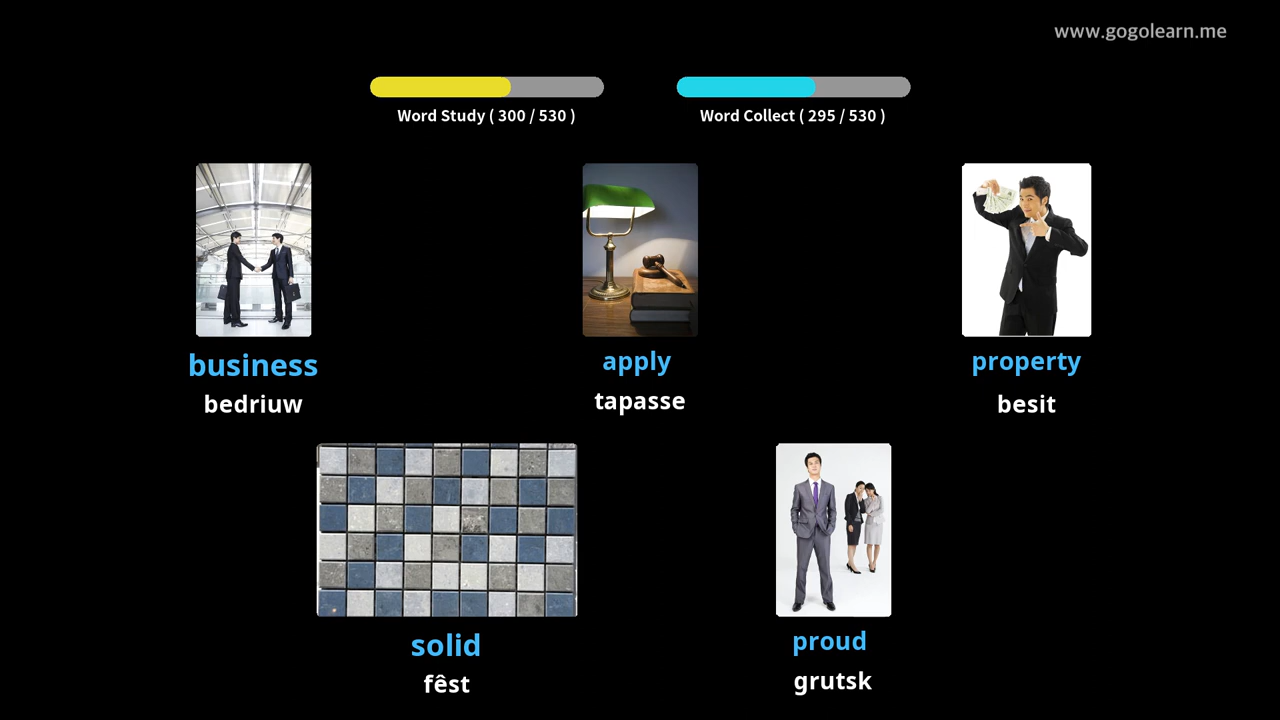 www.gogolearn.me
Word Study ( 300 / 530 )
Word Collect ( 295 / 530 )
business
bedriuw
apply
tapasse
property
besit
solid
fêst
proud
grutsk